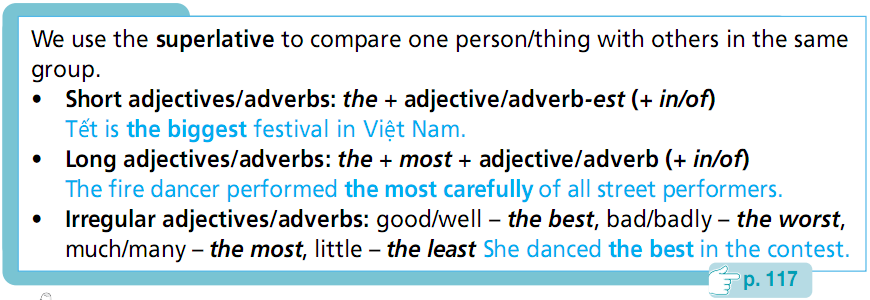 We use the superlative to compare one person/thing with others in the same
group.
• Short adjectives/adverbs: the + adjective/adverb-est (+ in/of)
Tết is the biggest festival in Việt Nam.
• Long adjectives/adverbs: the + most + adjective/adverb (+ in/of)
The fire dancer performed the most carefully of all street performers.
• Irregular adjectives/adverbs: good/well – the best, bad/badly – the worst,
much/many – the most, little – the least She danced the best in the contest.
p. 117